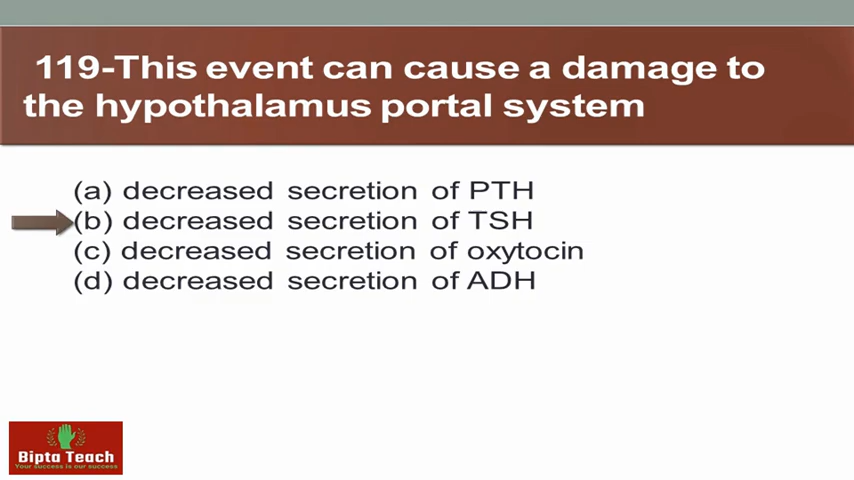 119-This event can cause a damage to
the hypothalamus portal system
(a) decreased secretion of PTH
(b) decreased secretion of TSH
(c) decreased secretion of oxytocin
(d) decreased secretion of ADH
Bipta Teach
Your success is our success